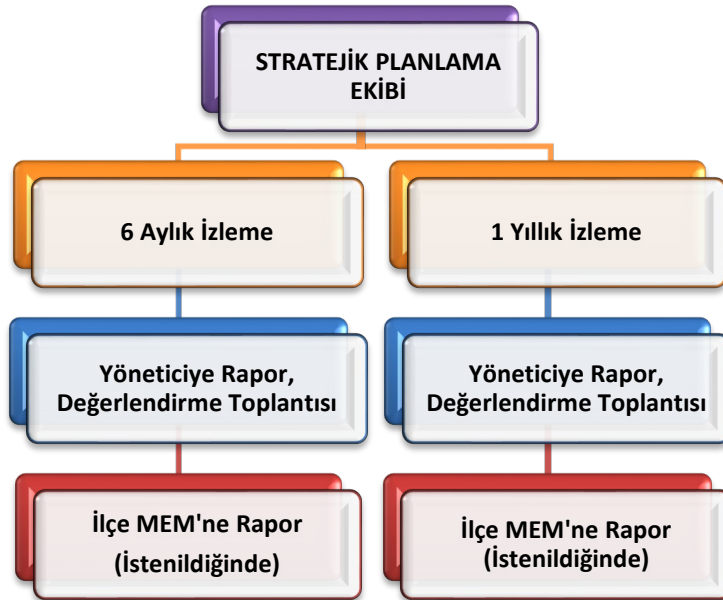 STRATEJİK PLANLAMA
EKİBİ
6 Aylık İzleme
1 Yıllık İzleme
Yöneticiye Rapor,
Değerlendirme Toplantısı
Yöneticiye Rapor,
Değerlendirme Toplantısı
İlçe MEM'ne Rapor
(İstenildiğinde)
İlçe MEM'ne Rapor
(İstenildiğinde)